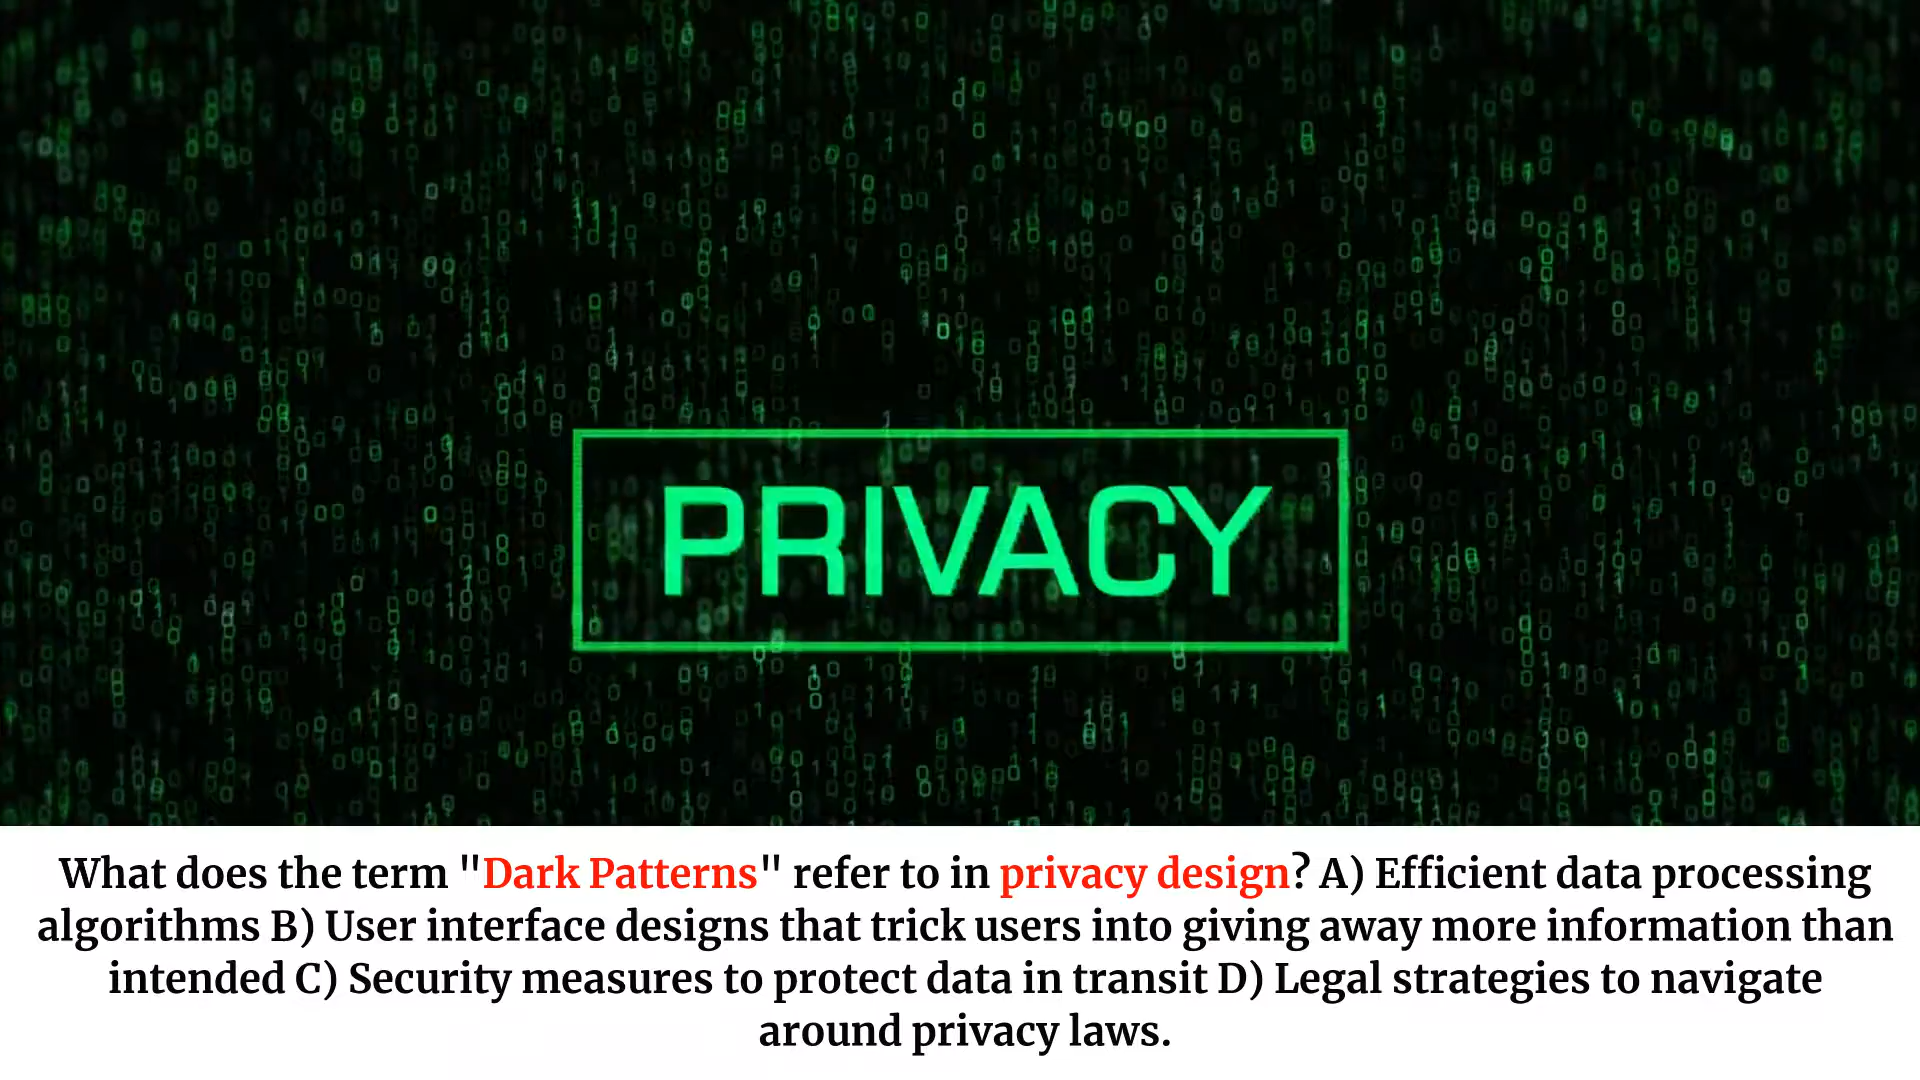 PRIVACY
What does the term "Dark Patterns" refer to in privacy design? A) Efficient data processing
algorithms B) User interface designs that trick users into giving away more information than
intended C) Security measures to protect data in transit D) Legal strategies to navigate
around privacy laws.